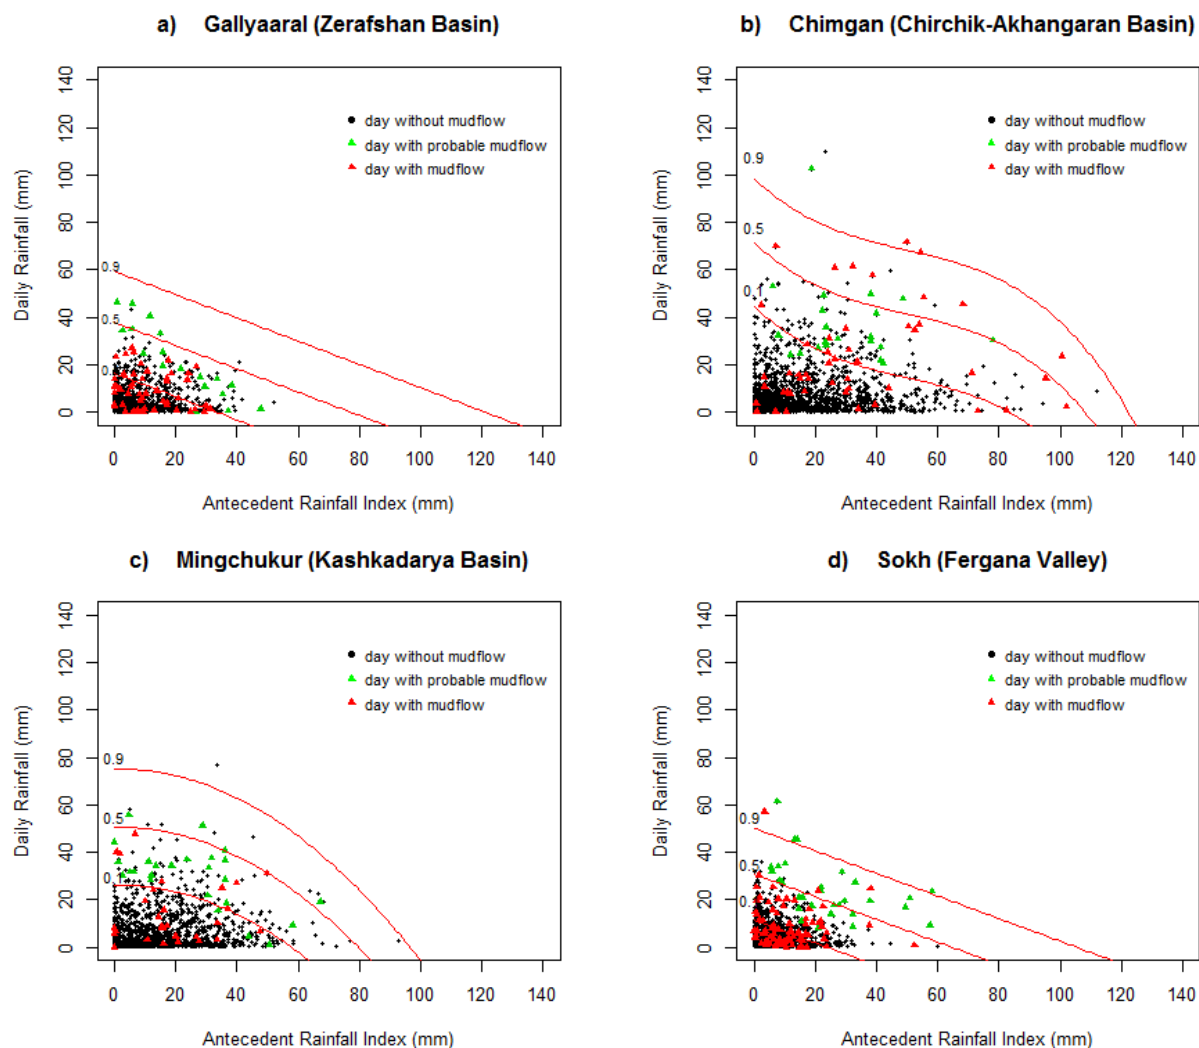 a) Gallyaaral (Zerafshan Basin)
Daily Rainfall (mm)
140
120
100
80
60
40
20
0
day without mudflow
day with probable mudflow
day with mudflow
0.9
0.5
0 20 40 60 80 100 120 140
Antecedent Rainfall Index (mm)
b) Chimgan (Chirchik-Akhangaran Basin)
Daily Rainfall (mm)
140
120
100
80
60
40
20
0
day without mudflow
day with probable mudflow
day with mudflow
0.9
0.5
0.1
0 20 40 60 80 100 120 140
Antecedent Rainfall Index (mm)
c) Mingchukur (Kashkadarya Basin)
Daily Rainfall (mm)
140
120
100
80
60
40
20
0
day without mudflow
day with probable mudflow
day with mudflow
0.9
0.5
0 20 40 60 80 100 120 140
Antecedent Rainfall Index (mm)
d) Sokh (Fergana Valley)
Daily Rainfall (mm)
140
120
100
80
60
40
20
0
day without mudflow
day with probable mudflow
day with mudflow
0.9
0.5
0 20 40 60 80 100 120 140
Antecedent Rainfall Index (mm)